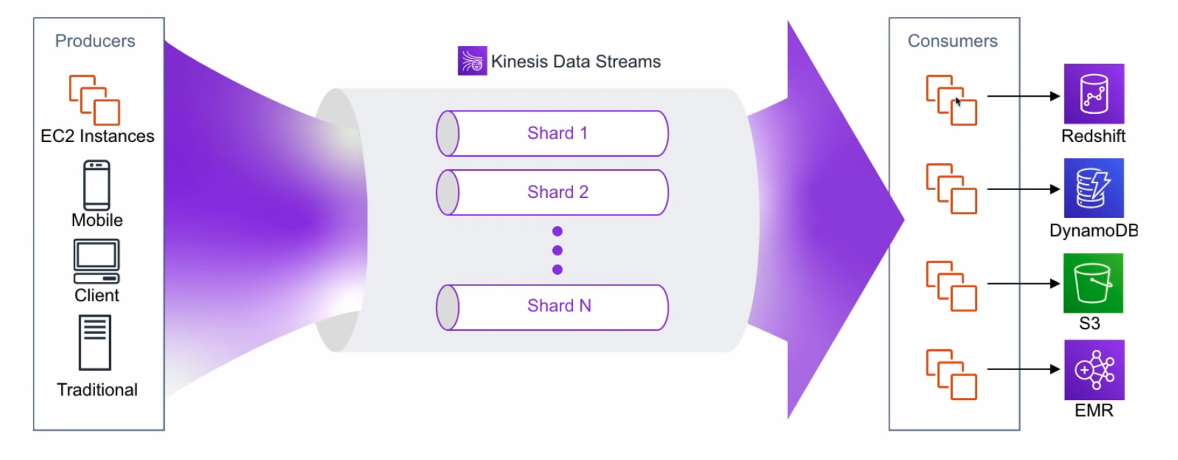 Producers
EC2 Instances
Mobile
Client
Traditional
Kinesis Data Streams
Shard 1
Shard 2
Shard N
Consumers
Redshift
DynamoDB
S3
EMR